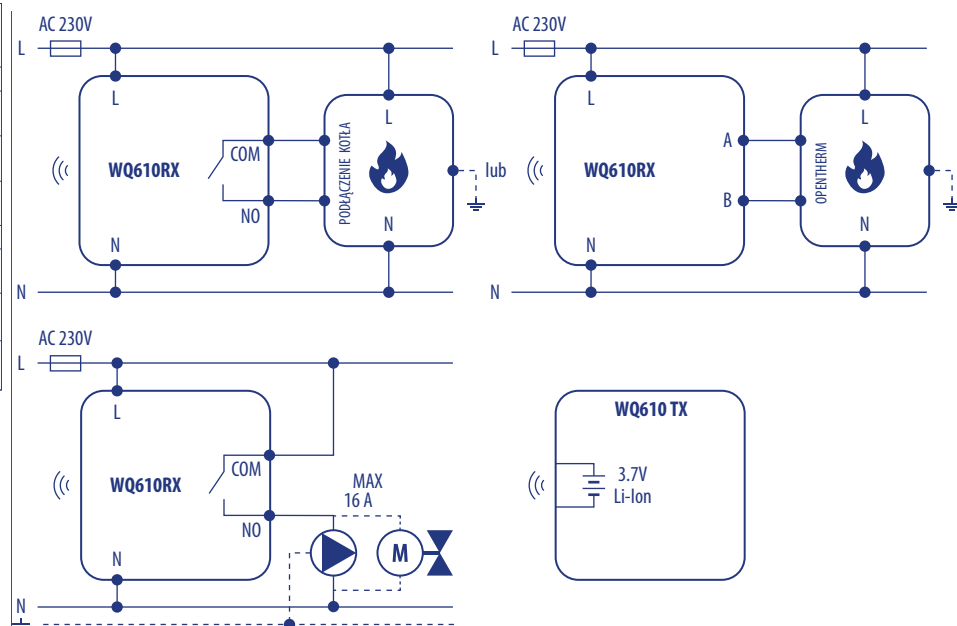 AC 230V
L
L
WQ610RX
COM
NO
N
N
PODŁĄCZENIE KOTŁA
L
N
lub
AC 230V
L
L
WQ610RX
A
B
N
N
OPENTHERM
L
N
AC 230V
L
L
WQ610RX
COM
NO
N
N
MAX
16 A
M
WQ610 TX
3.7V
Li-Ion